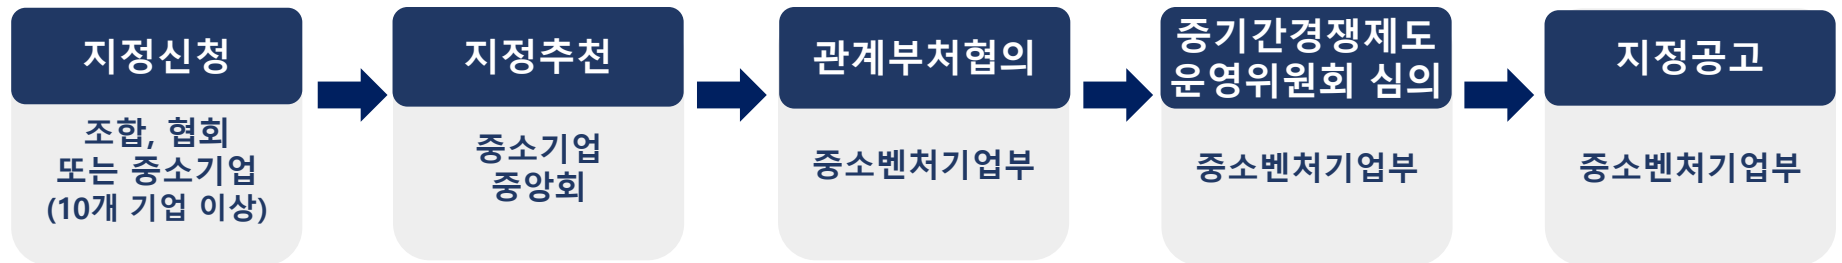 지정신청
조합, 협회
또는 중소기업
(10개 기업 이상)
지정추천
중소기업
중앙회
관계부처협의
중소벤처기업부
중기간경쟁제도
운영위원회 심의
중소벤처기업부
지정공고
중소벤처기업부